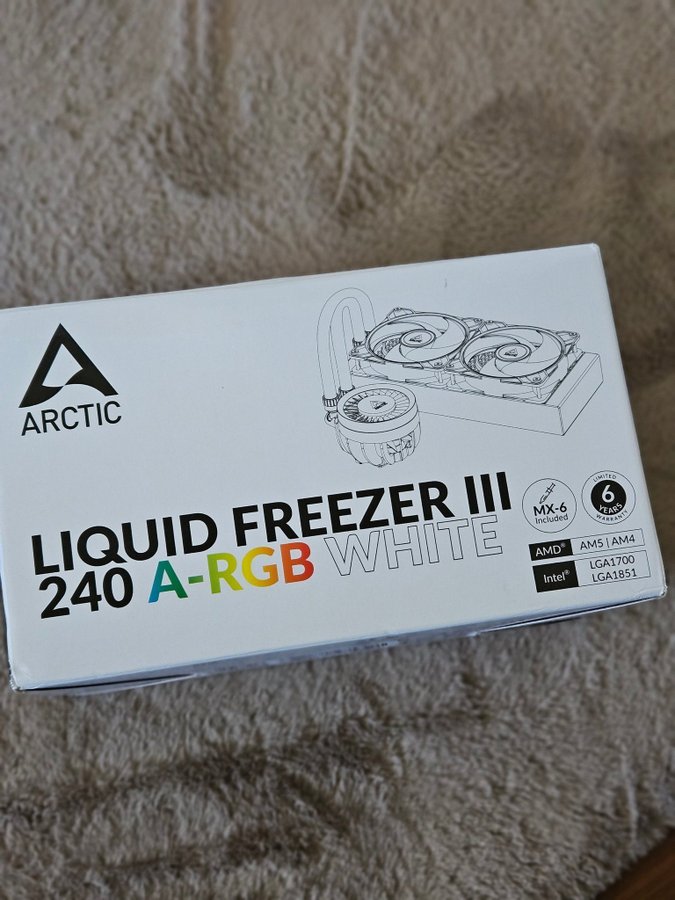 ARCTIC
LIQUID FREEZER III
240 A-RGB WHITE
MX-6
Included
LIMITED
6
YEARS
WARRANTY
AMD® AM5 | AM4
Intel® LGA1700
LGA1851